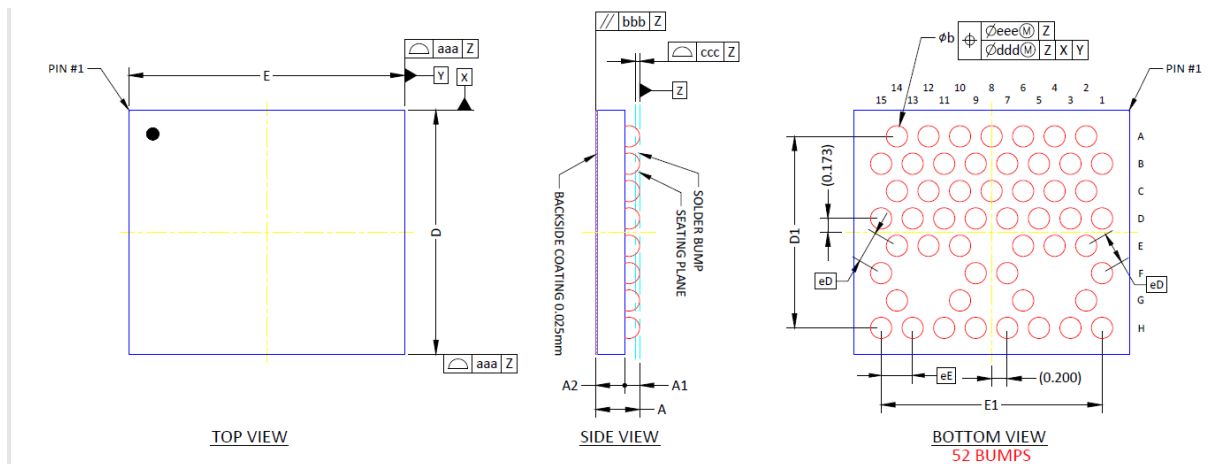 PIN #1
E
aaa Z
Y
X
D
aaa Z
TOP VIEW
// bbb Z
ccc Z
Z
BACKSIDE COATING 0.025mm
SOLDER BUMP
SEATING PLANE
A2
A1
A
SIDE VIEW
φb
Øeee Ⓜ Z
Øddd Ⓜ Z X Y
PIN #1
14 12 10 8 6 4 2
15 13 11 9 7 5 3 1
A
B
C
D
E
F
G
H
(0.173)
D1
eD
eD
eE
(0.200)
E1
BOTTOM VIEW
52 BUMPS